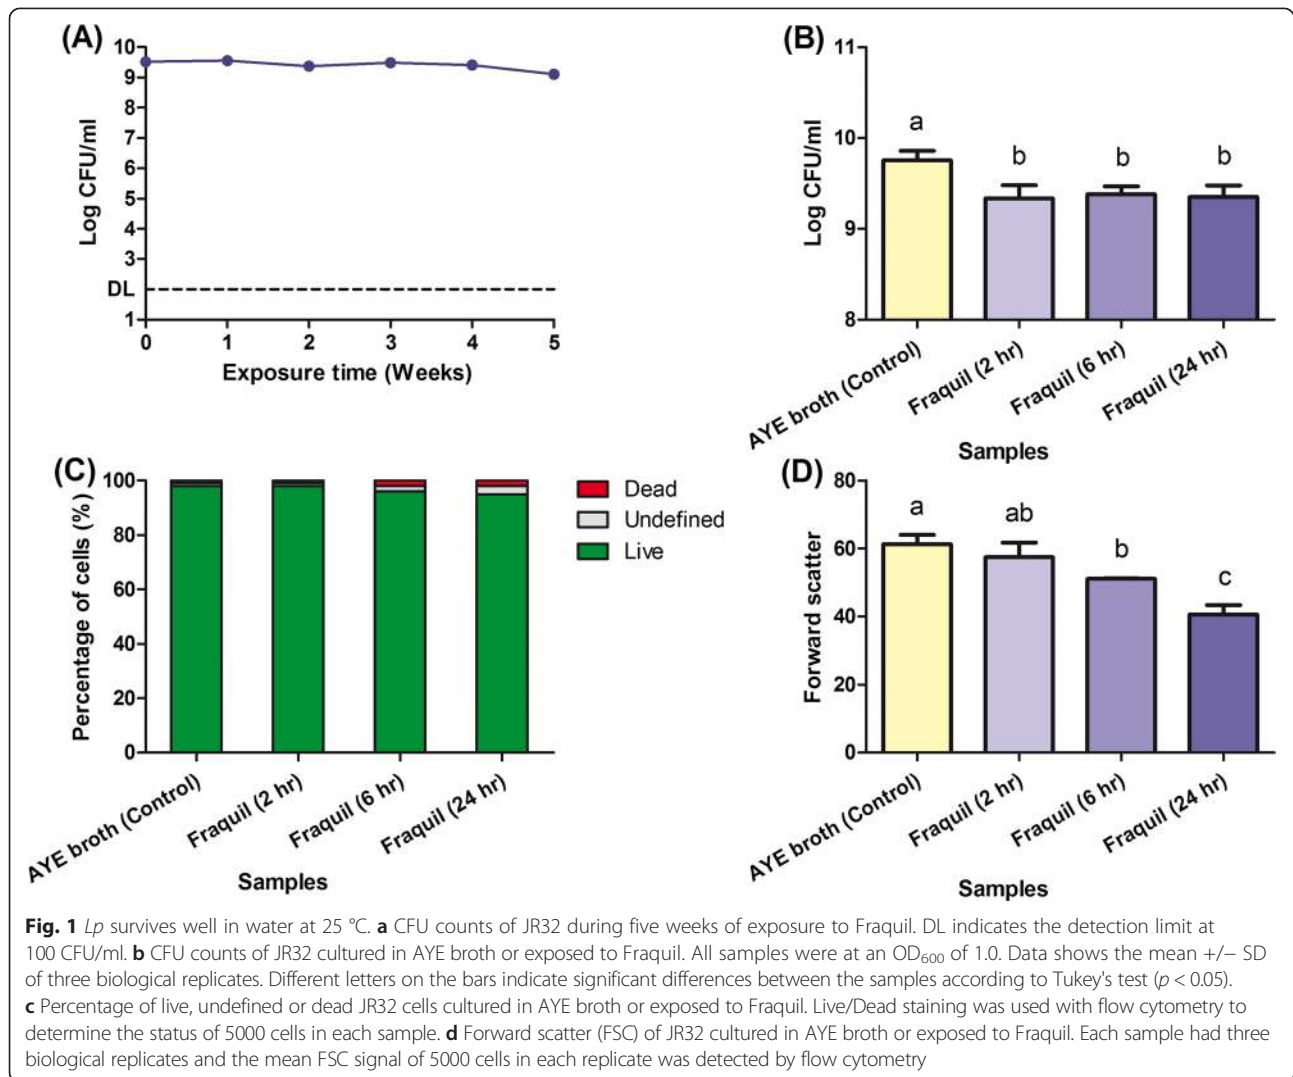 (A)
10
9
8
7
6
5
4
3
DL
1
Log CFU/ml
0 1 2 3 4 5
Exposure time (Weeks)
(B)
11
10
9
8
Log CFU/ml
a
b
b
b
AYE broth (Control)
Fraquil (2 hr)
Fraquil (6 hr)
Fraquil (24 hr)
Samples
(C)
100
80
60
40
20
0
Percentage of cells (%)
Dead
Undefined
Live
AYE broth (Control)
Fraquil (2 hr)
Fraquil (6 hr)
Fraquil (24 hr)
Samples
(D)
80
60
40
20
0
Forward scatter
a
ab
b
c
AYE broth (Control)
Fraquil (2 hr)
Fraquil (6 hr)
Fraquil (24 hr)
Samples
Fig. 1 Lp survives well in water at 25 °C. a CFU counts of JR32 during five weeks of exposure to Fraquil. DL indicates the detection limit at
100 CFU/ml. b CFU counts of JR32 cultured in AYE broth or exposed to Fraquil. All samples were at an OD600 of 1.0. Data shows the mean +/− SD
of three biological replicates. Different letters on the bars indicate significant differences between the samples according to Tukey's test (p < 0.05).
c Percentage of live, undefined or dead JR32 cells cultured in AYE broth or exposed to Fraquil. Live/Dead staining was used with flow cytometry to
determine the status of 5000 cells in each sample. d Forward scatter (FSC) of JR32 cultured in AYE broth or exposed to Fraquil. Each sample had three
biological replicates and the mean FSC signal of 5000 cells in each replicate was detected by flow cytometry